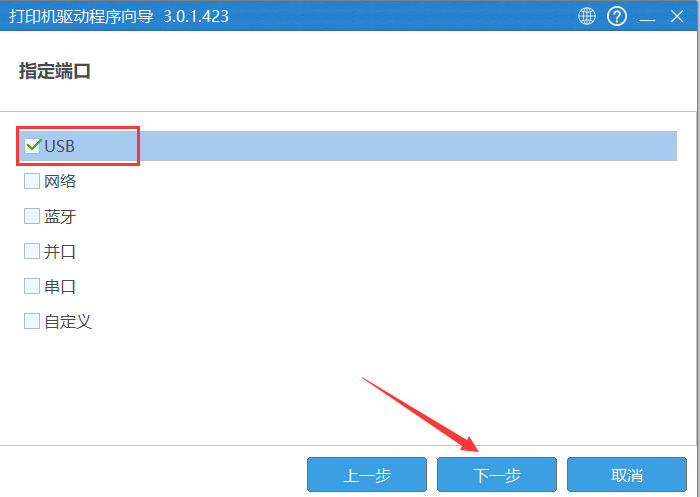 打印机驱动程序向导 3.0.1.423
指定端口
USB
网络
蓝牙
并口
串口
自定义
上一步 下一步 取消